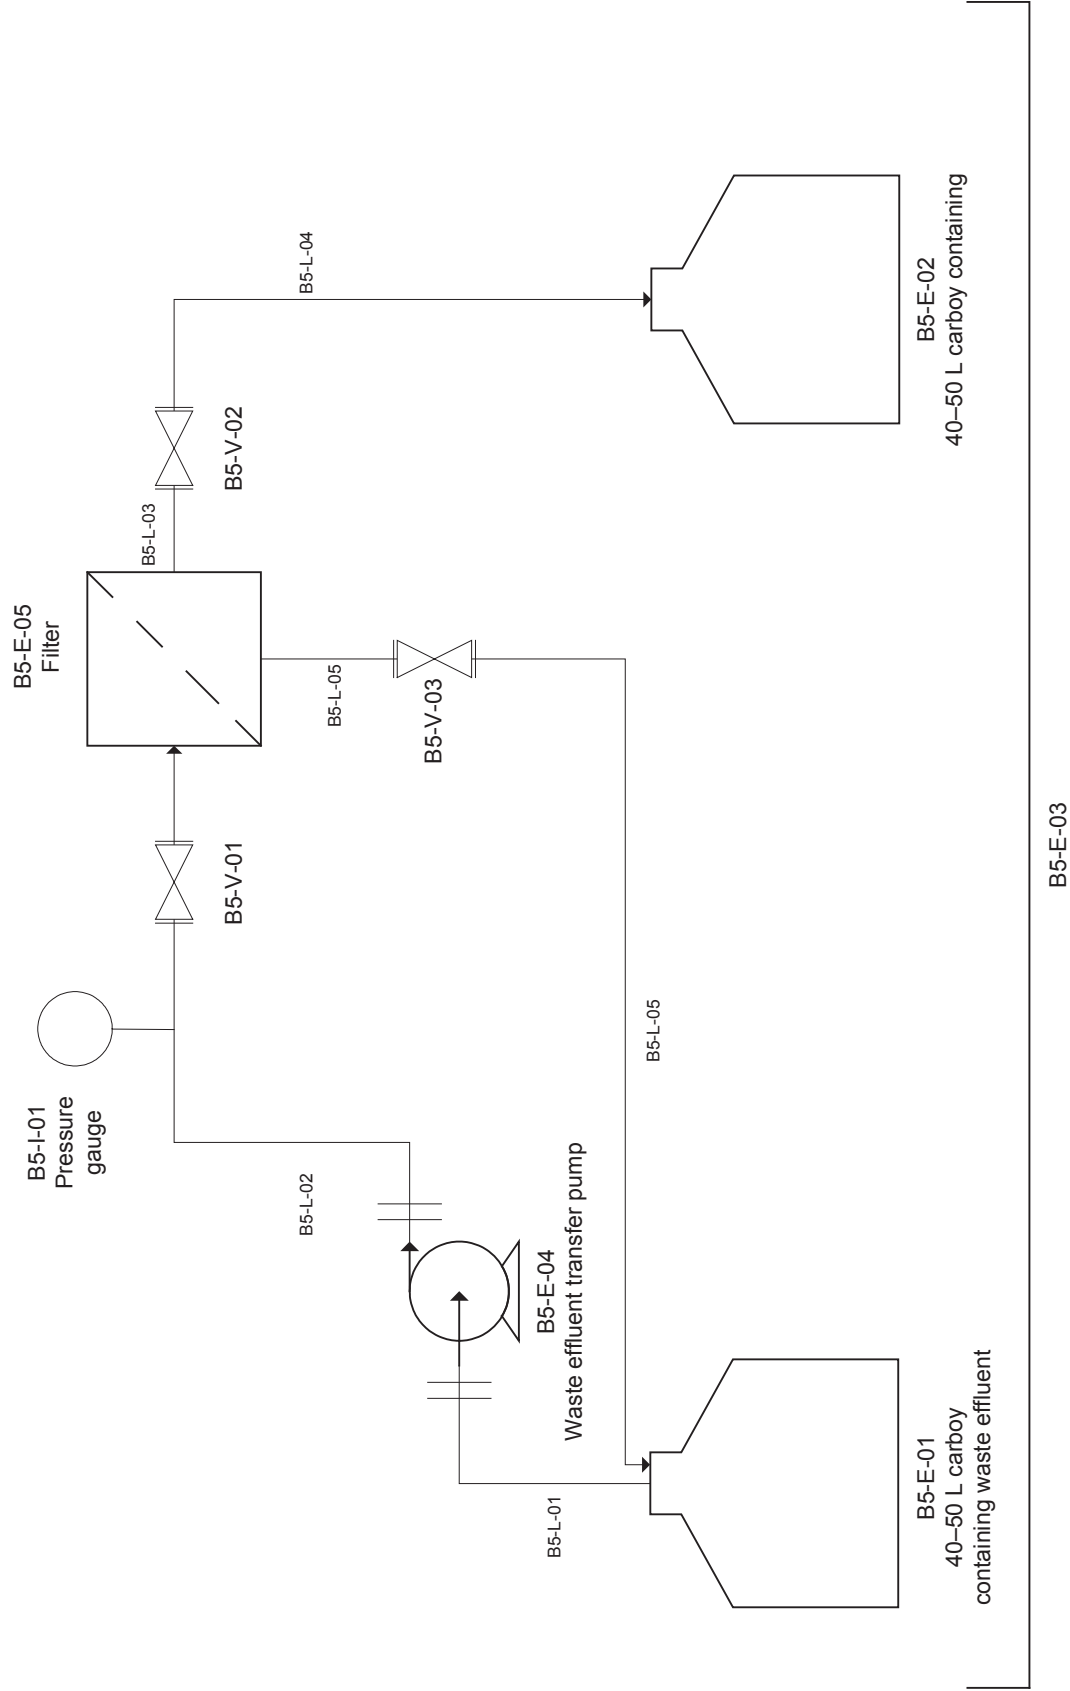 B5-I-01
Pressure
gauge
B5-E-05
Filter
B5-L-03
B5-V-01
B5-V-02
B5-L-02
B5-L-05
B5-L-04
B5-V-03
B5-E-04
Waste effluent transfer pump
B5-L-01
B5-L-05
B5-E-01
40–50 L carboy
containing waste effluent
B5-E-02
40–50 L carboy containing
B5-E-03